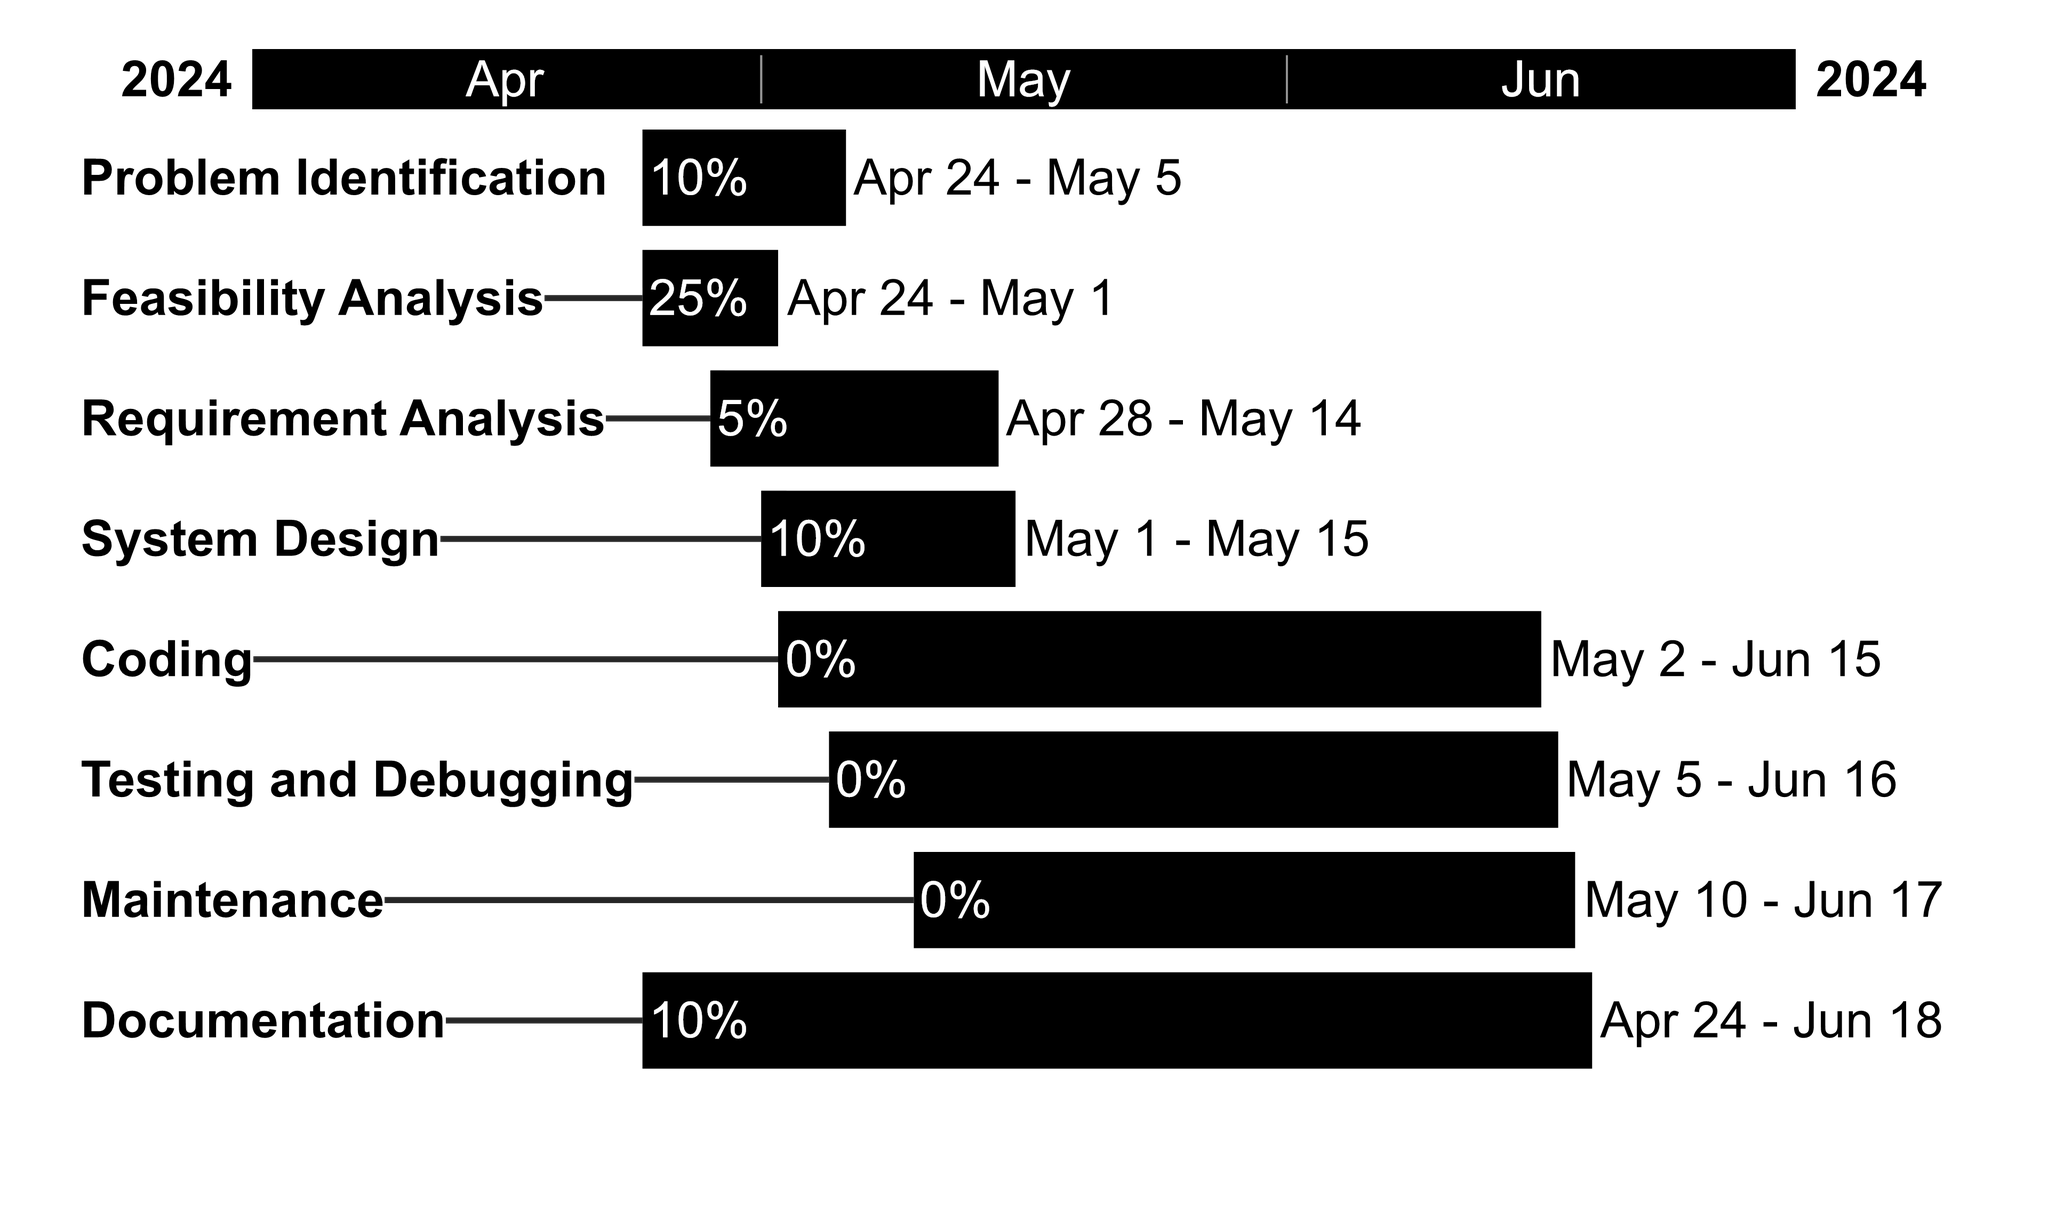 2024 Apr May Jun 2024
Problem Identification 10% Apr 24 - May 5
Feasibility Analysis 25% Apr 24 - May 1
Requirement Analysis 5% Apr 28 - May 14
System Design 10% May 1 - May 15
Coding 0% May 2 - Jun 15
Testing and Debugging 0% May 5 - Jun 16
Maintenance 0% May 10 - Jun 17
Documentation 10% Apr 24 - Jun 18